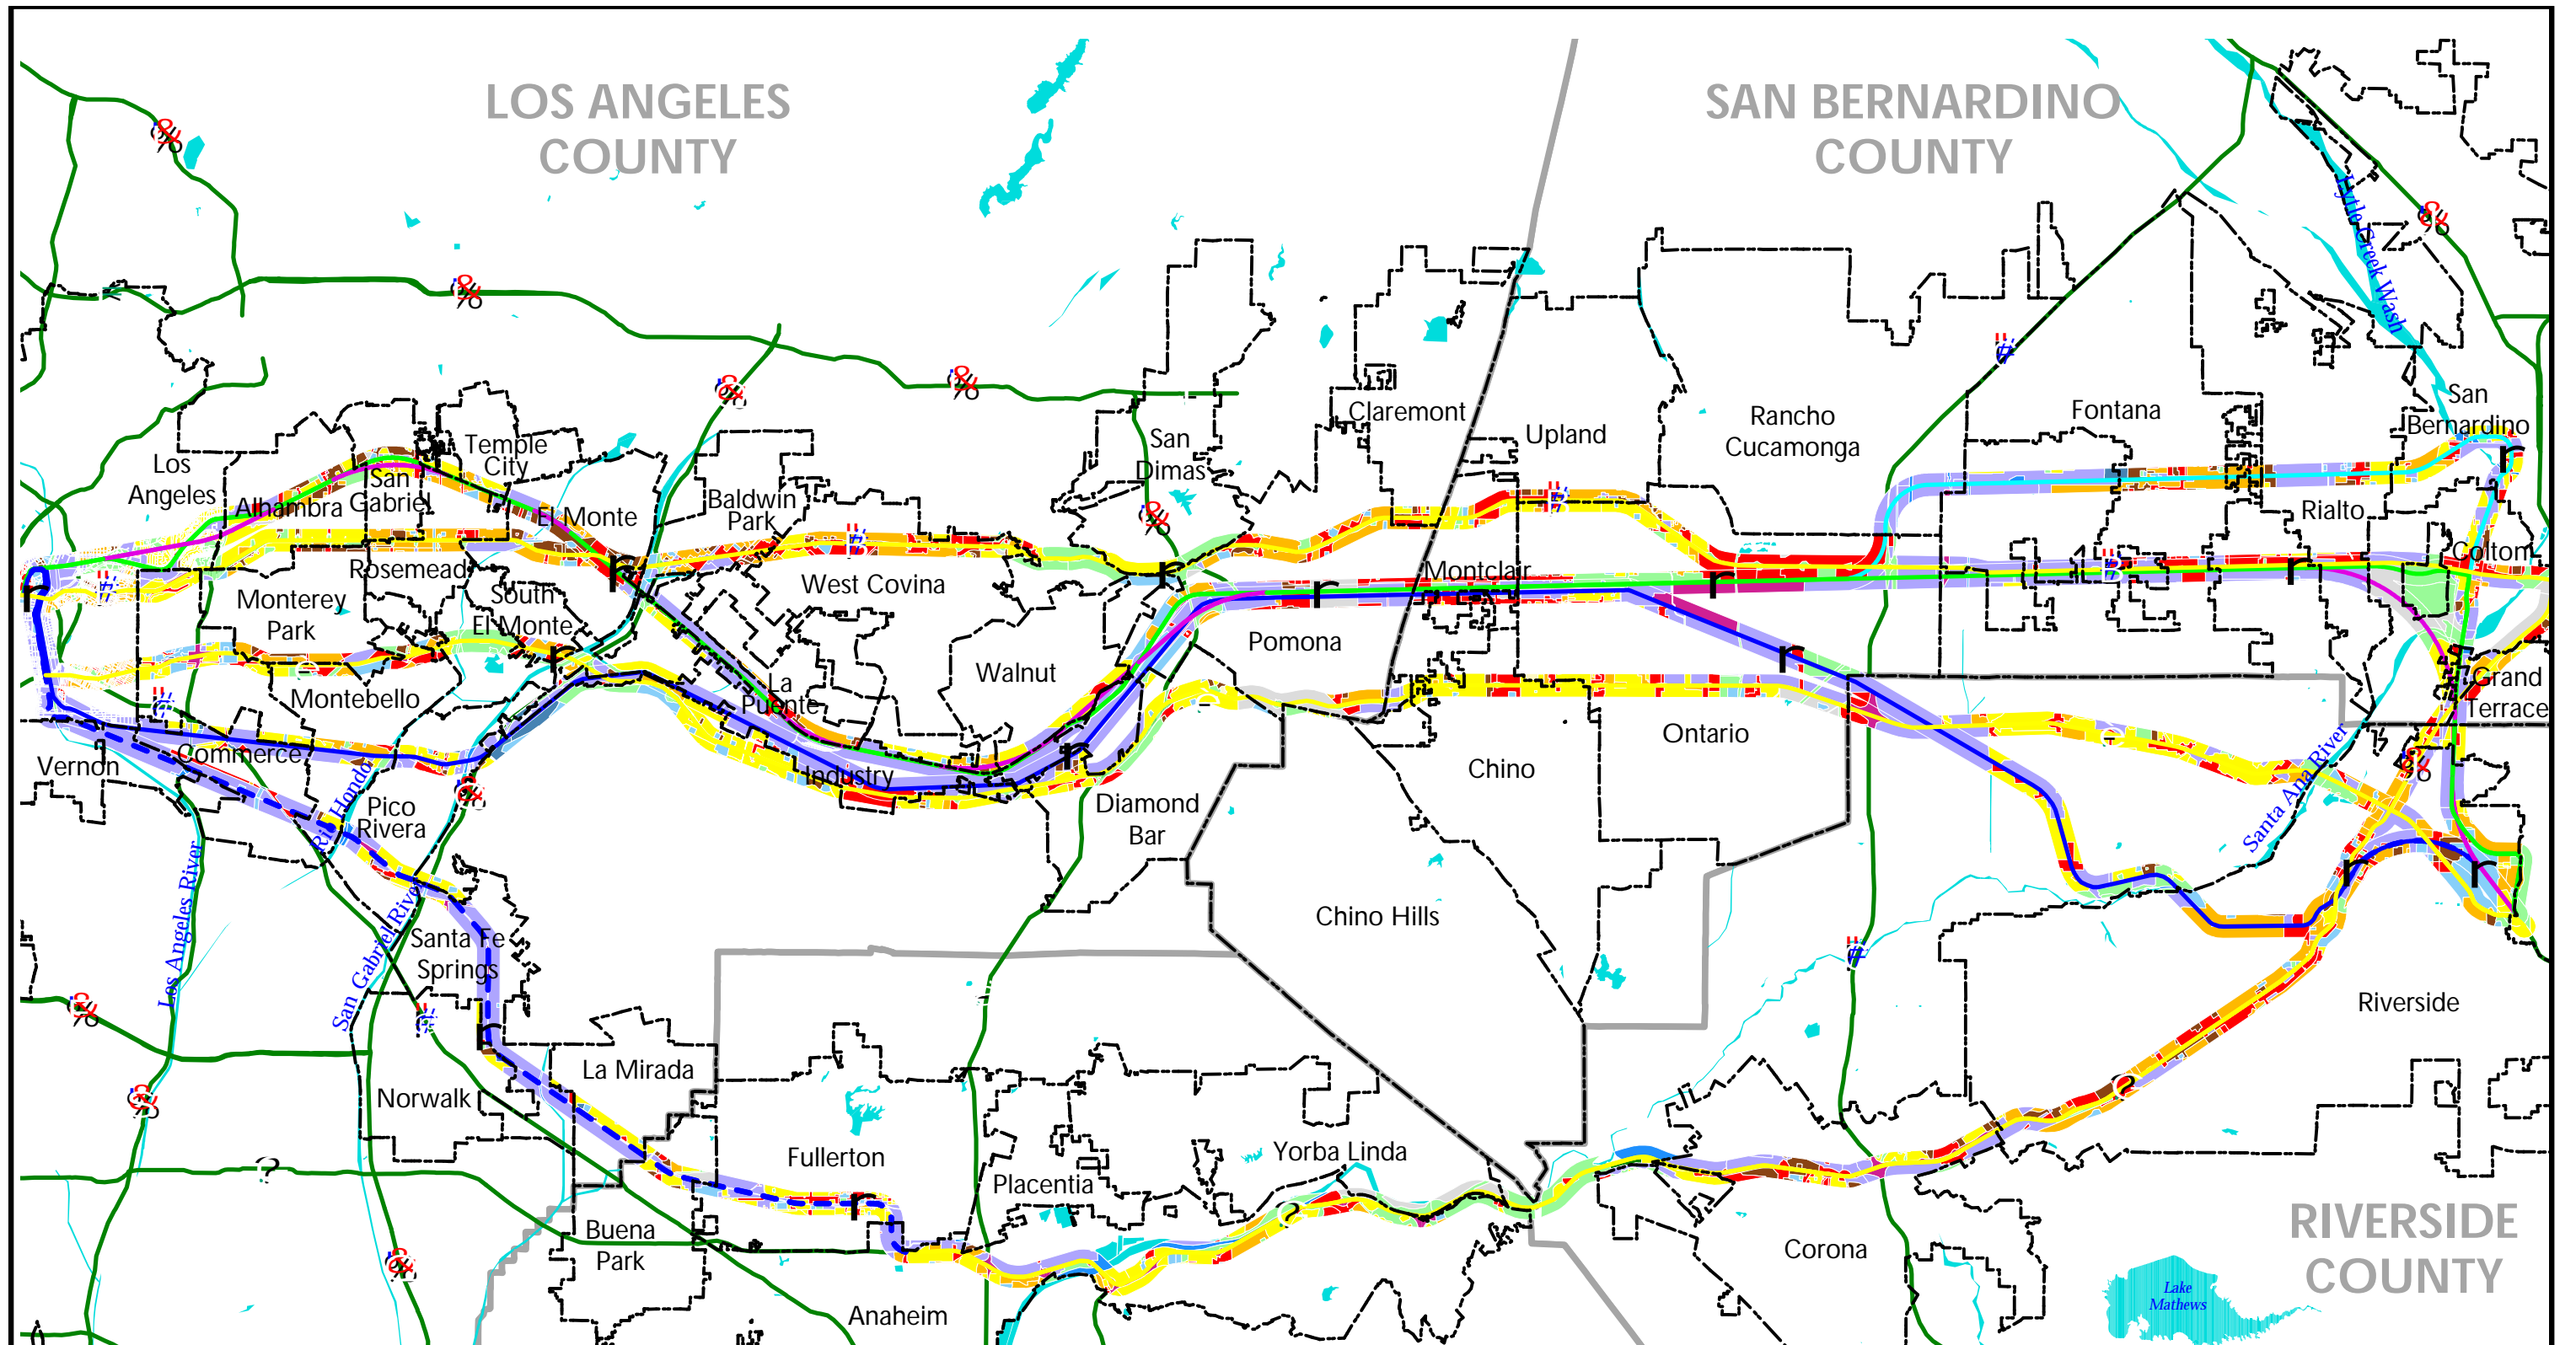 LOS ANGELES
COUNTY
SAN BERNARDINO
COUNTY
Lytle Creek Wash
San
Bernardino
Claremont
Upland
Rancho
Cucamonga
Fontana
Temple
City
San
Dimas
Los
Angeles
San
Gabriel
Alhambra
Baldwin
Park
El Monte
Rialto
Coltom
Rosemead
West Covina
Montclair
Monterey
Park
South
El Monte
Pomona
Walnut
Grand
Terrace
La
Puente
Montebello
Ontario
Commerce
Vernon
Industry
Chino
Rio Hondo
Pico
Rivera
Diamond
Bar
Santa Ana River
Los Angeles River
San Gabriel River
Santa Fe
Springs
Chino Hills
Riverside
La Mirada
Norwalk
Fullerton
Yorba Linda
Placentia
Buena
Park
Corona
RIVERSIDE
COUNTY
Lake
Mathews
Anaheim